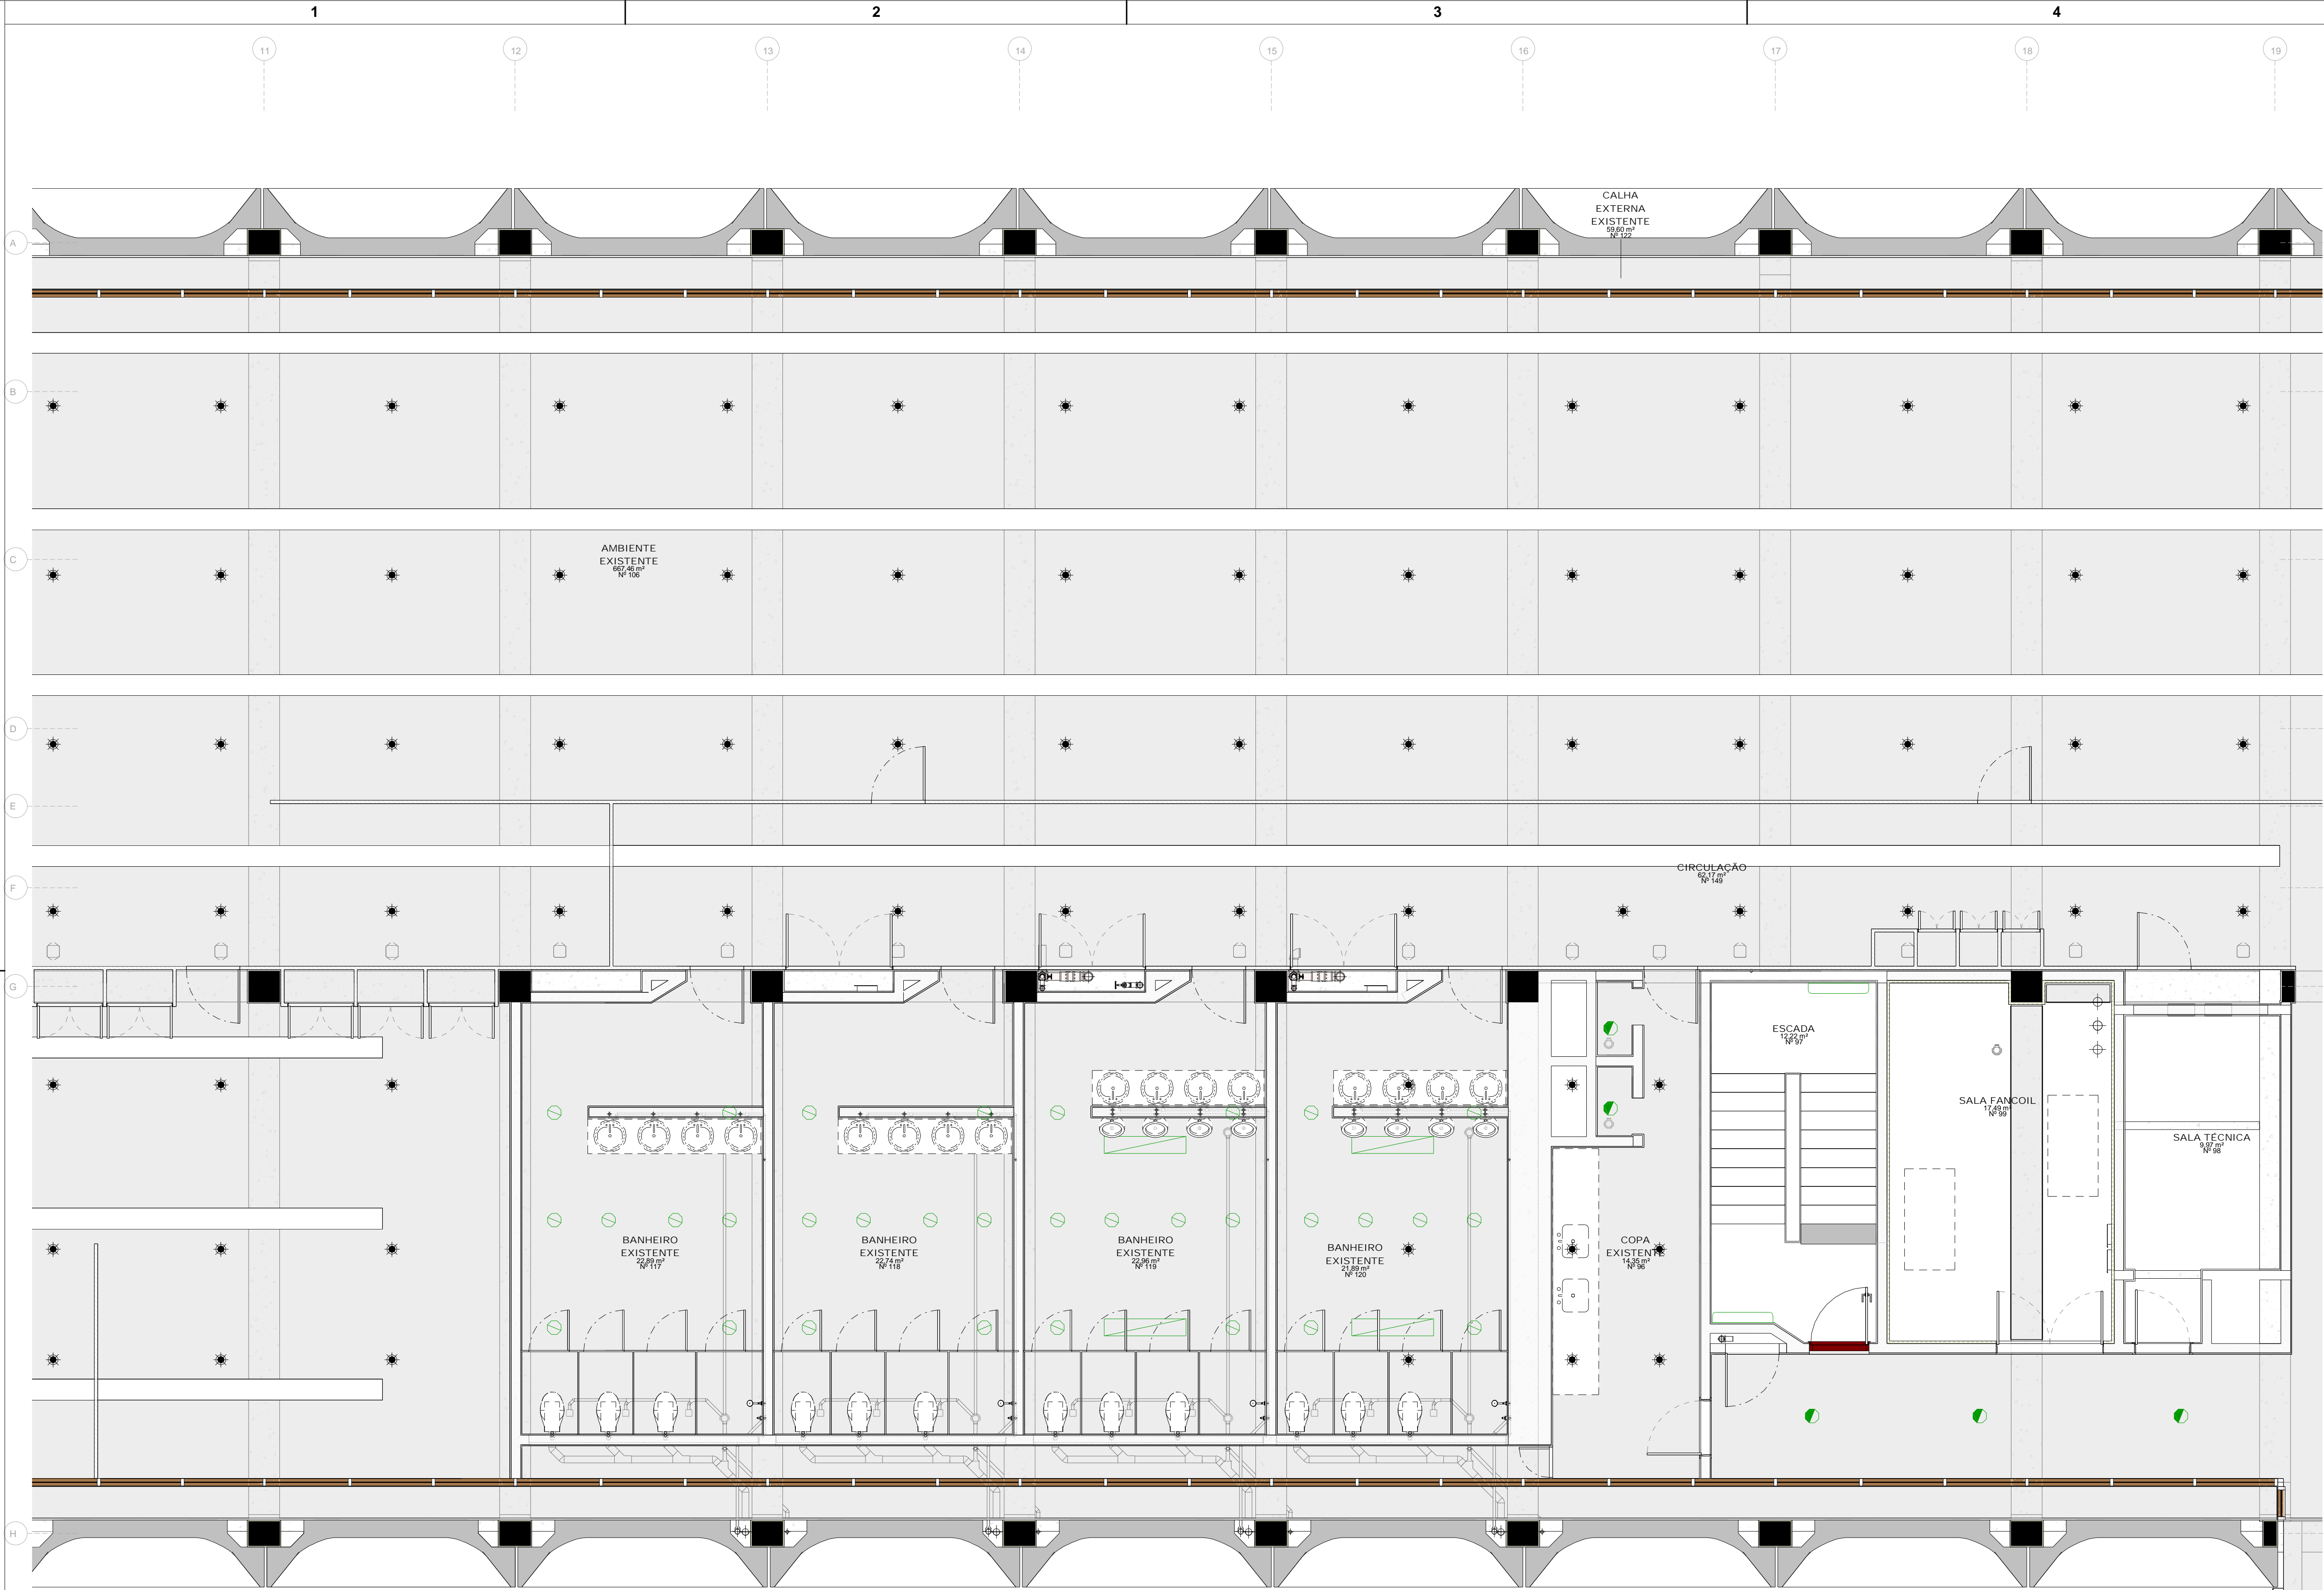 1
2
3
4
11
12
13
14
15
16
17
18
19
CALHA
EXTERNA
EXISTENTE
59,60 m²
Nº 122
A
B
C
AMBIENTE
EXISTENTE
667,46 m²
Nº 106
D
E
F
CIRCULAÇÃO
62,17 m²
Nº 149
G
ESCADA
12,22 m²
Nº 97
SALA FANCOIL
17,49 m²
Nº 99
SALA TÉCNICA
9,97 m²
Nº 98
BANHEIRO
EXISTENTE
22,89 m²
Nº 117
BANHEIRO
EXISTENTE
22,74 m²
Nº 118
BANHEIRO
EXISTENTE
22,96 m²
Nº 119
BANHEIRO
EXISTENTE
21,89 m²
Nº 120
COPA
EXISTENTE
14,35 m²
Nº 96
H